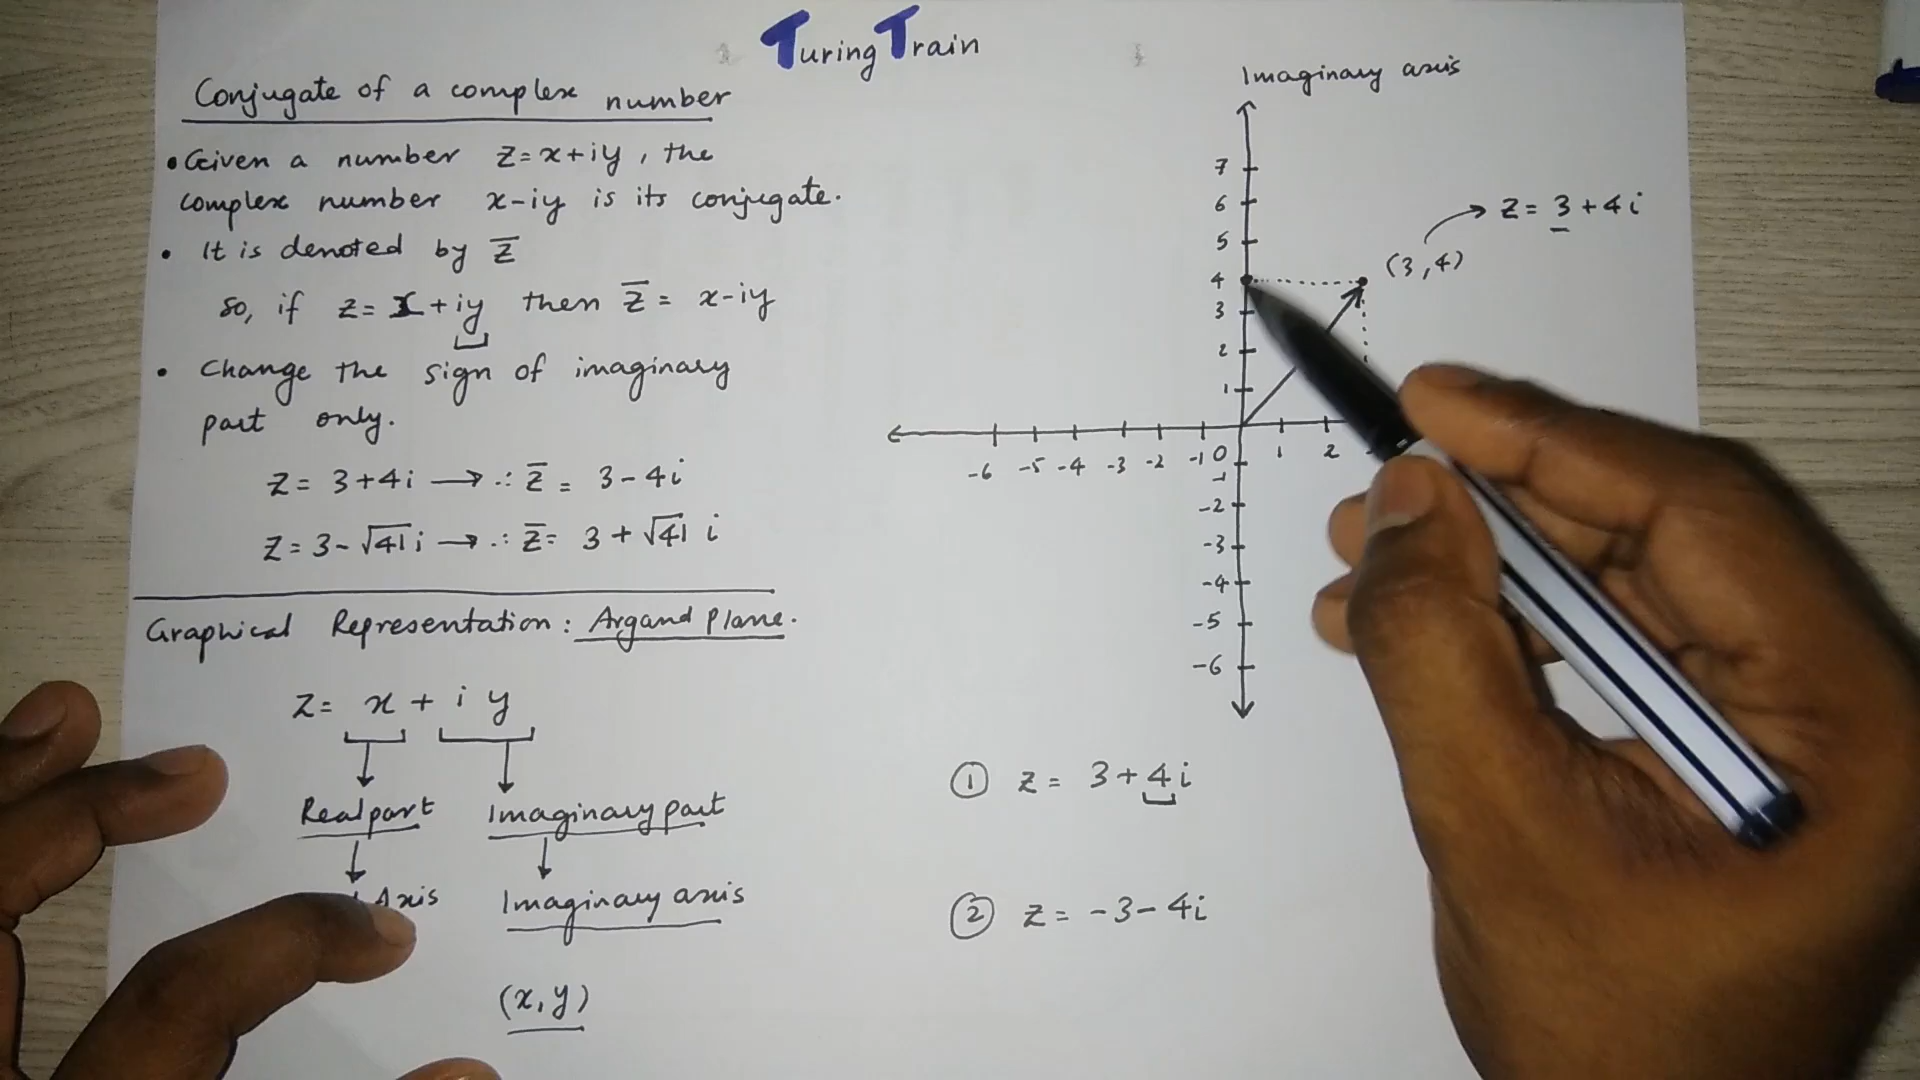 Turing Train
Conjugate of a complex number
• Given a number z=x+iy, the
complex number x-iy is its conjugate.
• It is denoted by z̅
so, if z= x+iy then z̅ = x-iy
• Change the sign of imaginary
part only.
z= 3+4i → ∴ z̅ = 3-4i
z= 3-√41 i → ∴ z̅= 3+√41 i
Graphical Representation: Argand Plane.
z= x + i y
Real part Imaginary part
Axis Imaginary axis
(x,y)
Imaginary axis
7
6
5
4
3
2
1
z= 3+4i
(3,4)
-6 -5 -4 -3 -2 -1 0 1 2
-1
-2
-3
-4
-5
-6
① z= 3+4i
② z= -3-4i